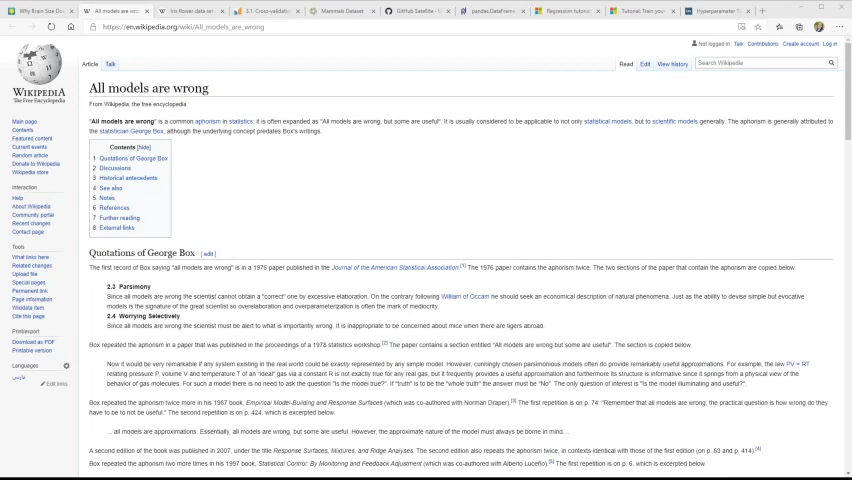 Why Brain Size Do
All models are wrong
Iris Flower data set
3.1. Cross-validatio
Mammals Dataset
GitHub Satellite -
pandas.DataFrame
Regression tutorial
Tutorial: Train your
Hyperparameter T
https://en.wikipedia.org/wiki/All_models_are_wrong
Not logged in Talk Contributions Create account Log in
Article Talk Read Edit View history Search Wikipedia
WIKIPEDIA
The Free Encyclopedia
Main page
Contents
Featured content
Current events
Random article
Donate to Wikipedia
Wikipedia store
Interaction
Help
About Wikipedia
Community portal
Recent changes
Contact page
Tools
What links here
Related changes
Upload file
Special pages
Permanent link
Page information
Wikidata item
Cite this page
Print/export
Download as PDF
Printable version
Languages
فارسی
Edit links
All models are wrong
From Wikipedia, the free encyclopedia
"All models are wrong" is a common aphorism in statistics; it is often expanded as "All models are wrong, but some are useful". It is usually considered to be applicable to not only statistical models, but to scientific models generally. The aphorism is generally attributed to
the statistician George Box, although the underlying concept predates Box's writings.
Contents [hide]
1 Quotations of George Box
2 Discussions
3 Historical antecedents
4 See also
5 Notes
6 References
7 Further reading
8 External links
Quotations of George Box [ edit ]
The first record of Box saying "all models are wrong" is in a 1976 paper published in the Journal of the American Statistical Association.[1] The 1976 paper contains the aphorism twice. The two sections of the paper that contain the aphorism are copied below.
2.3 Parsimony
Since all models are wrong the scientist cannot obtain a "correct" one by excessive elaboration. On the contrary following William of Occam he should seek an economical description of natural phenomena. Just as the ability to devise simple but evocative
models is the signature of the great scientist so overelaboration and overparameterization is often the mark of mediocrity.
2.4 Worrying Selectively
Since all models are wrong the scientist must be alert to what is importantly wrong. It is inappropriate to be concerned about mice when there are tigers abroad.
Box repeated the aphorism in a paper that was published in the proceedings of a 1978 statistics workshop.[2] The paper contains a section entitled "All models are wrong but some are useful". The section is copied below.
Now it would be very remarkable if any system existing in the real world could be exactly represented by any simple model. However, cunningly chosen parsimonious models often do provide remarkably useful approximations. For example, the law PV = RT
relating pressure P, volume V and temperature T of an "ideal" gas via a constant R is not exactly true for any real gas, but it frequently provides a useful approximation and furthermore its structure is informative since it springs from a physical view of the
behavior of gas molecules. For such a model there is no need to ask the question "Is the model true?". If "truth" is to be the "whole truth" the answer must be "No". The only question of interest is "Is the model illuminating and useful?".
Box repeated the aphorism twice more in his 1987 book, Empirical Model-Building and Response Surfaces (which was co-authored with Norman Draper).[3] The first repetition is on p. 74: "Remember that all models are wrong; the practical question is how wrong do they
have to be to not be useful." The second repetition is on p. 424, which is excerpted below.
... all models are approximations. Essentially, all models are wrong, but some are useful. However, the approximate nature of the model must always be borne in mind....
A second edition of the book was published in 2007, under the title Response Surfaces, Mixtures, and Ridge Analyses. The second edition also repeats the aphorism twice, in contexts identical with those of the first edition (on p. 63 and p. 414).[4]
Box repeated the aphorism two more times in his 1997 book, Statistical Control: By Monitoring and Feedback Adjustment (which was co-authored with Alberto Luceño).[5] The first repetition is on p. 6, which is excerpted below.